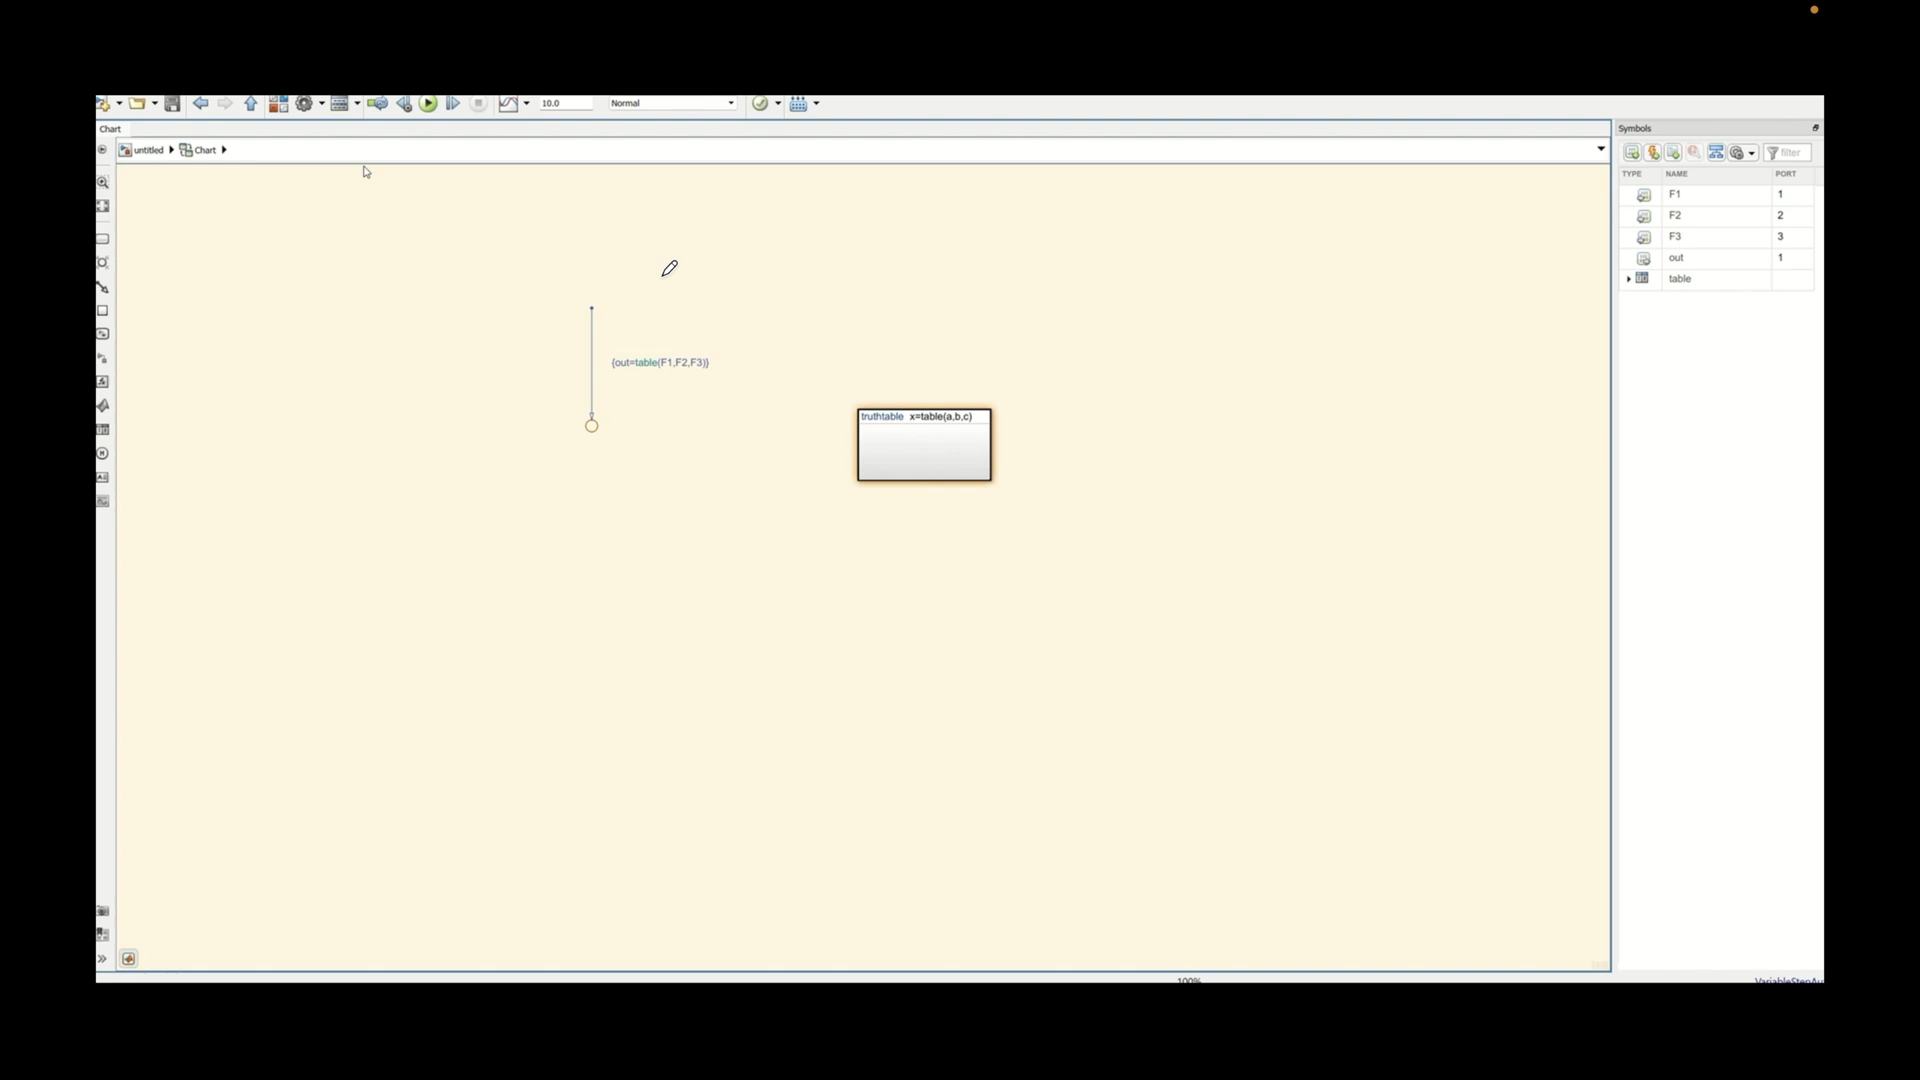 10.0 Normal
Chart
untitled Chart
Symbols
filter
TYPE NAME PORT
F1 1
F2 2
F3 3
out 1
table
{out=table(F1,F2,F3)}
truthtable x=table(a,b,c)
100%